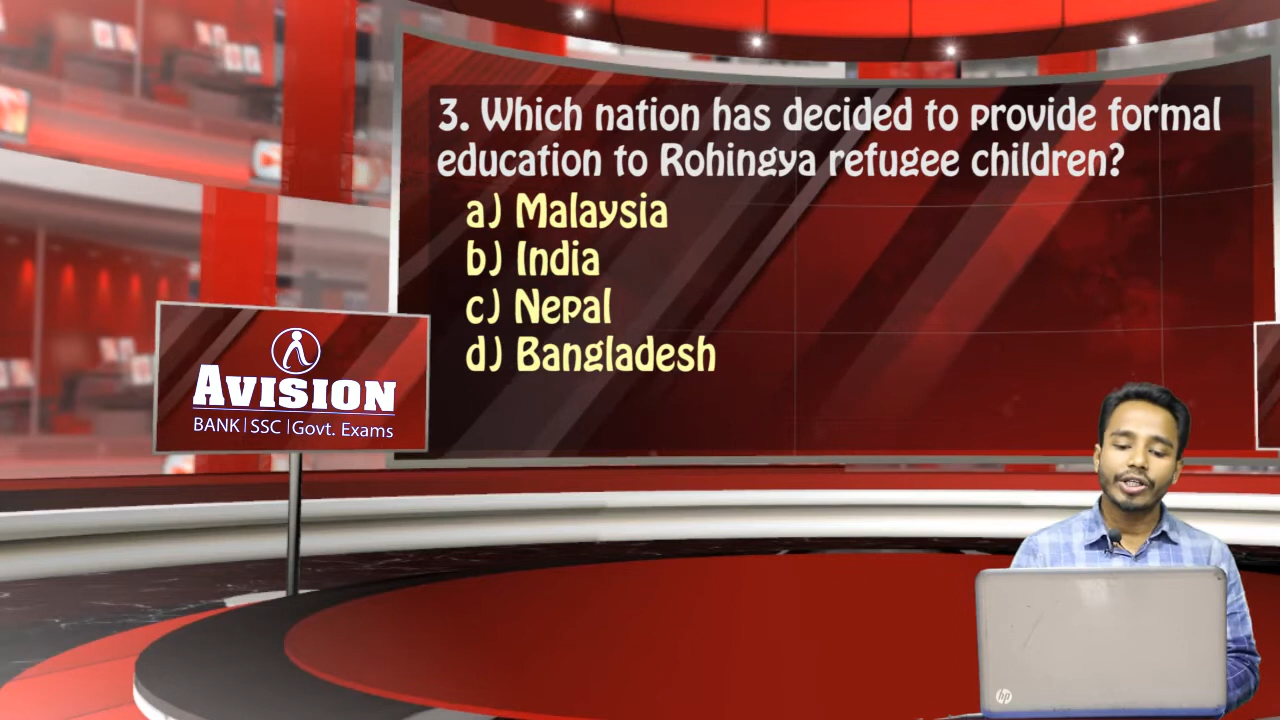 3. Which nation has decided to provide formal
education to Rohingya refugee children?
a) Malaysia
b) India
c) Nepal
d) Bangladesh
AVISION
BANK|SSC|Govt. Exams
hp